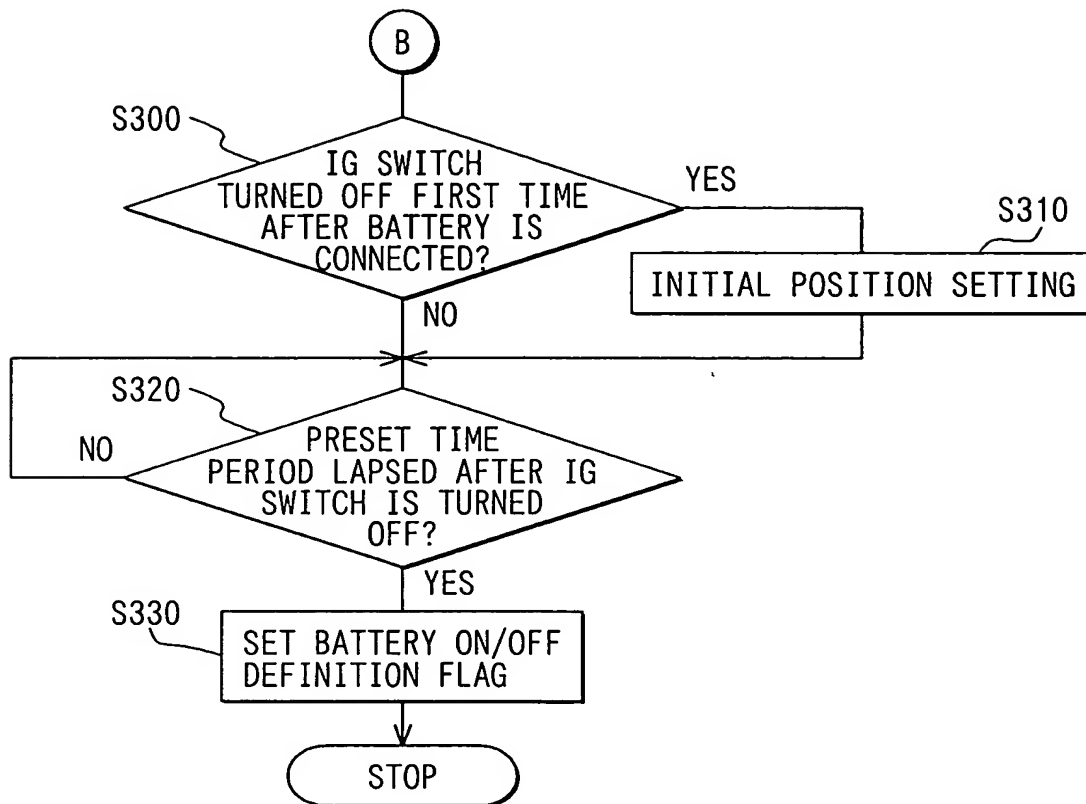 B
S300
IG SWITCH
TURNED OFF FIRST TIME
AFTER BATTERY IS
CONNECTED?
YES
S310
INITIAL POSITION SETTING
NO
S320
NO
PRESET TIME
PERIOD LAPSED AFTER IG
SWITCH IS TURNED
OFF?
YES
S330
SET BATTERY ON/OFF
DEFINITION FLAG
STOP